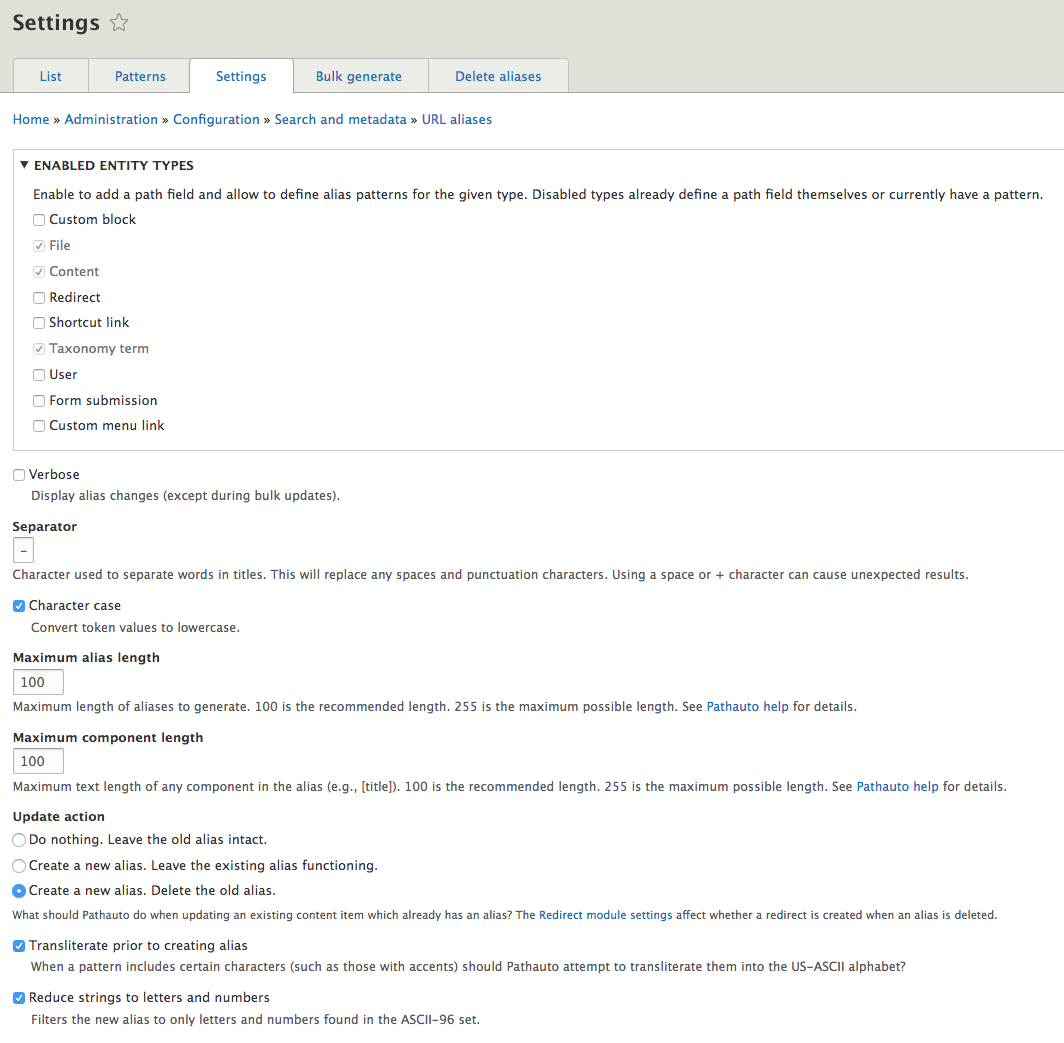 Settings
List Patterns Settings Bulk generate Delete aliases
Home » Administration » Configuration » Search and metadata » URL aliases
ENABLED ENTITY TYPES
Enable to add a path field and allow to define alias patterns for the given type. Disabled types already define a path field themselves or currently have a pattern.
Custom block
File
Content
Redirect
Shortcut link
Taxonomy term
User
Form submission
Custom menu link
Verbose
Display alias changes (except during bulk updates).
Separator
-
Character used to separate words in titles. This will replace any spaces and punctuation characters. Using a space or + character can cause unexpected results.
Character case
Convert token values to lowercase.
Maximum alias length
100
Maximum length of aliases to generate. 100 is the recommended length. 255 is the maximum possible length. See Pathauto help for details.
Maximum component length
100
Maximum text length of any component in the alias (e.g., [title]). 100 is the recommended length. 255 is the maximum possible length. See Pathauto help for details.
Update action
Do nothing. Leave the old alias intact.
Create a new alias. Leave the existing alias functioning.
Create a new alias. Delete the old alias.
What should Pathauto do when updating an existing content item which already has an alias? The Redirect module settings affect whether a redirect is created when an alias is deleted.
Transliterate prior to creating alias
When a pattern includes certain characters (such as those with accents) should Pathauto attempt to transliterate them into the US-ASCII alphabet?
Reduce strings to letters and numbers
Filters the new alias to only letters and numbers found in the ASCII-96 set.